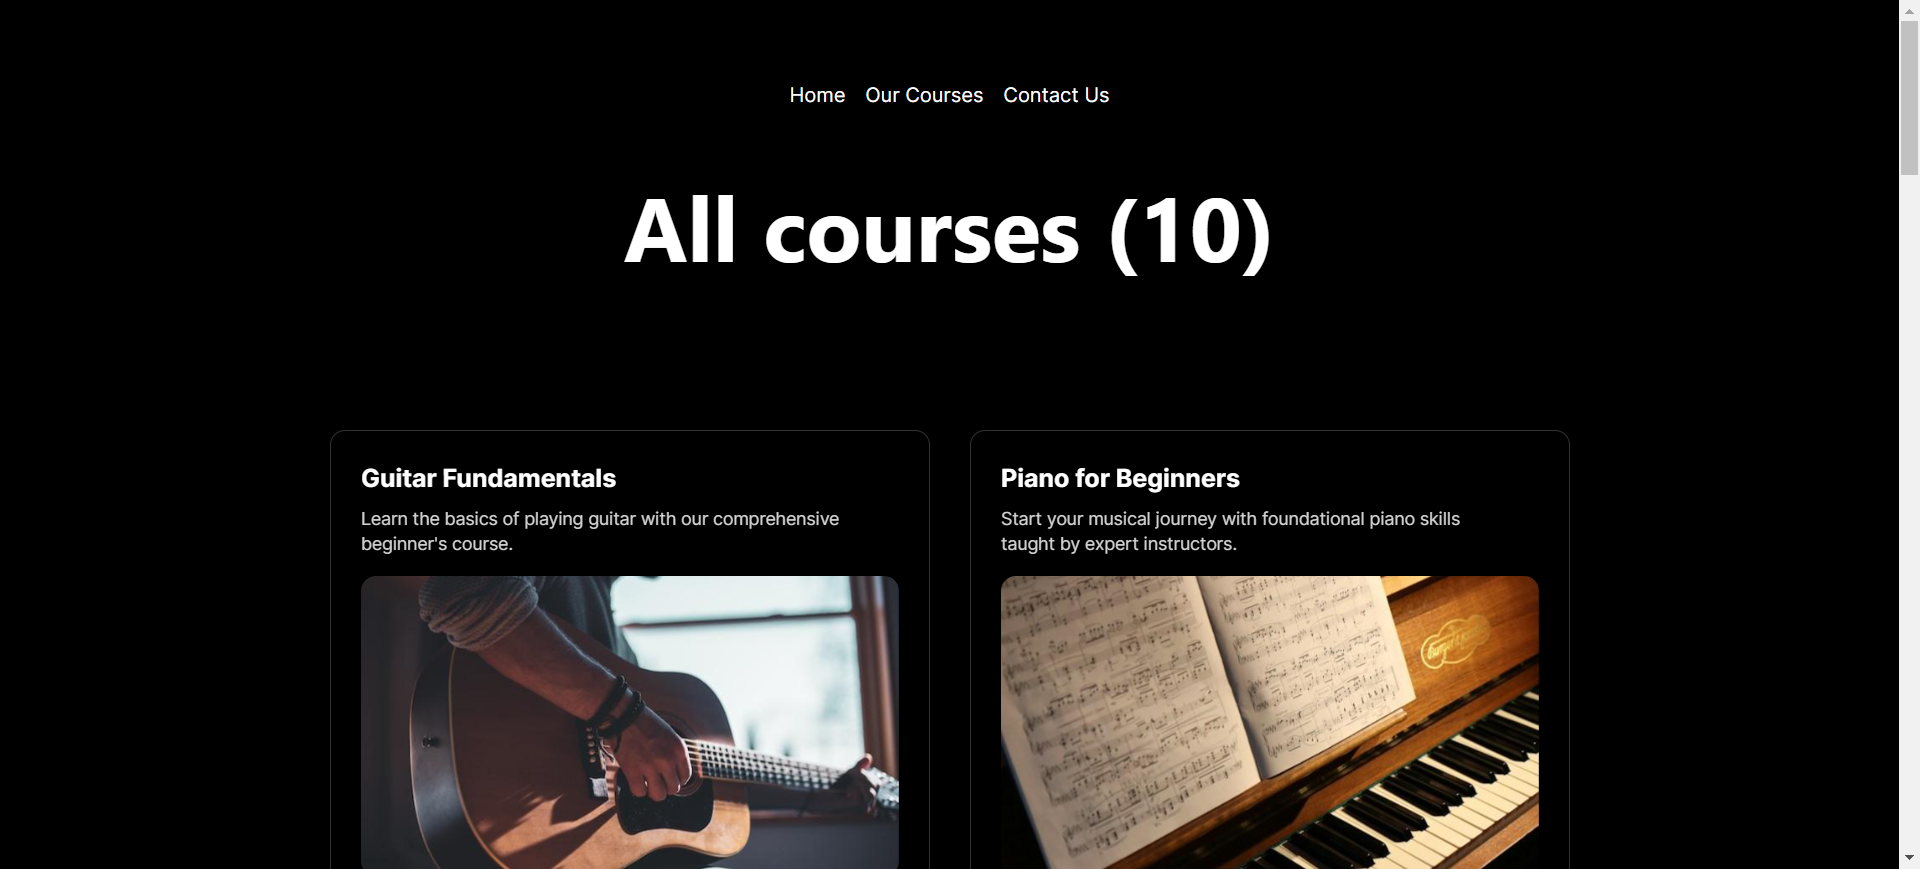 Home Our Courses Contact Us
All courses (10)
Guitar Fundamentals
Learn the basics of playing guitar with our comprehensive
beginner's course.
Piano for Beginners
Start your musical journey with foundational piano skills
taught by expert instructors.